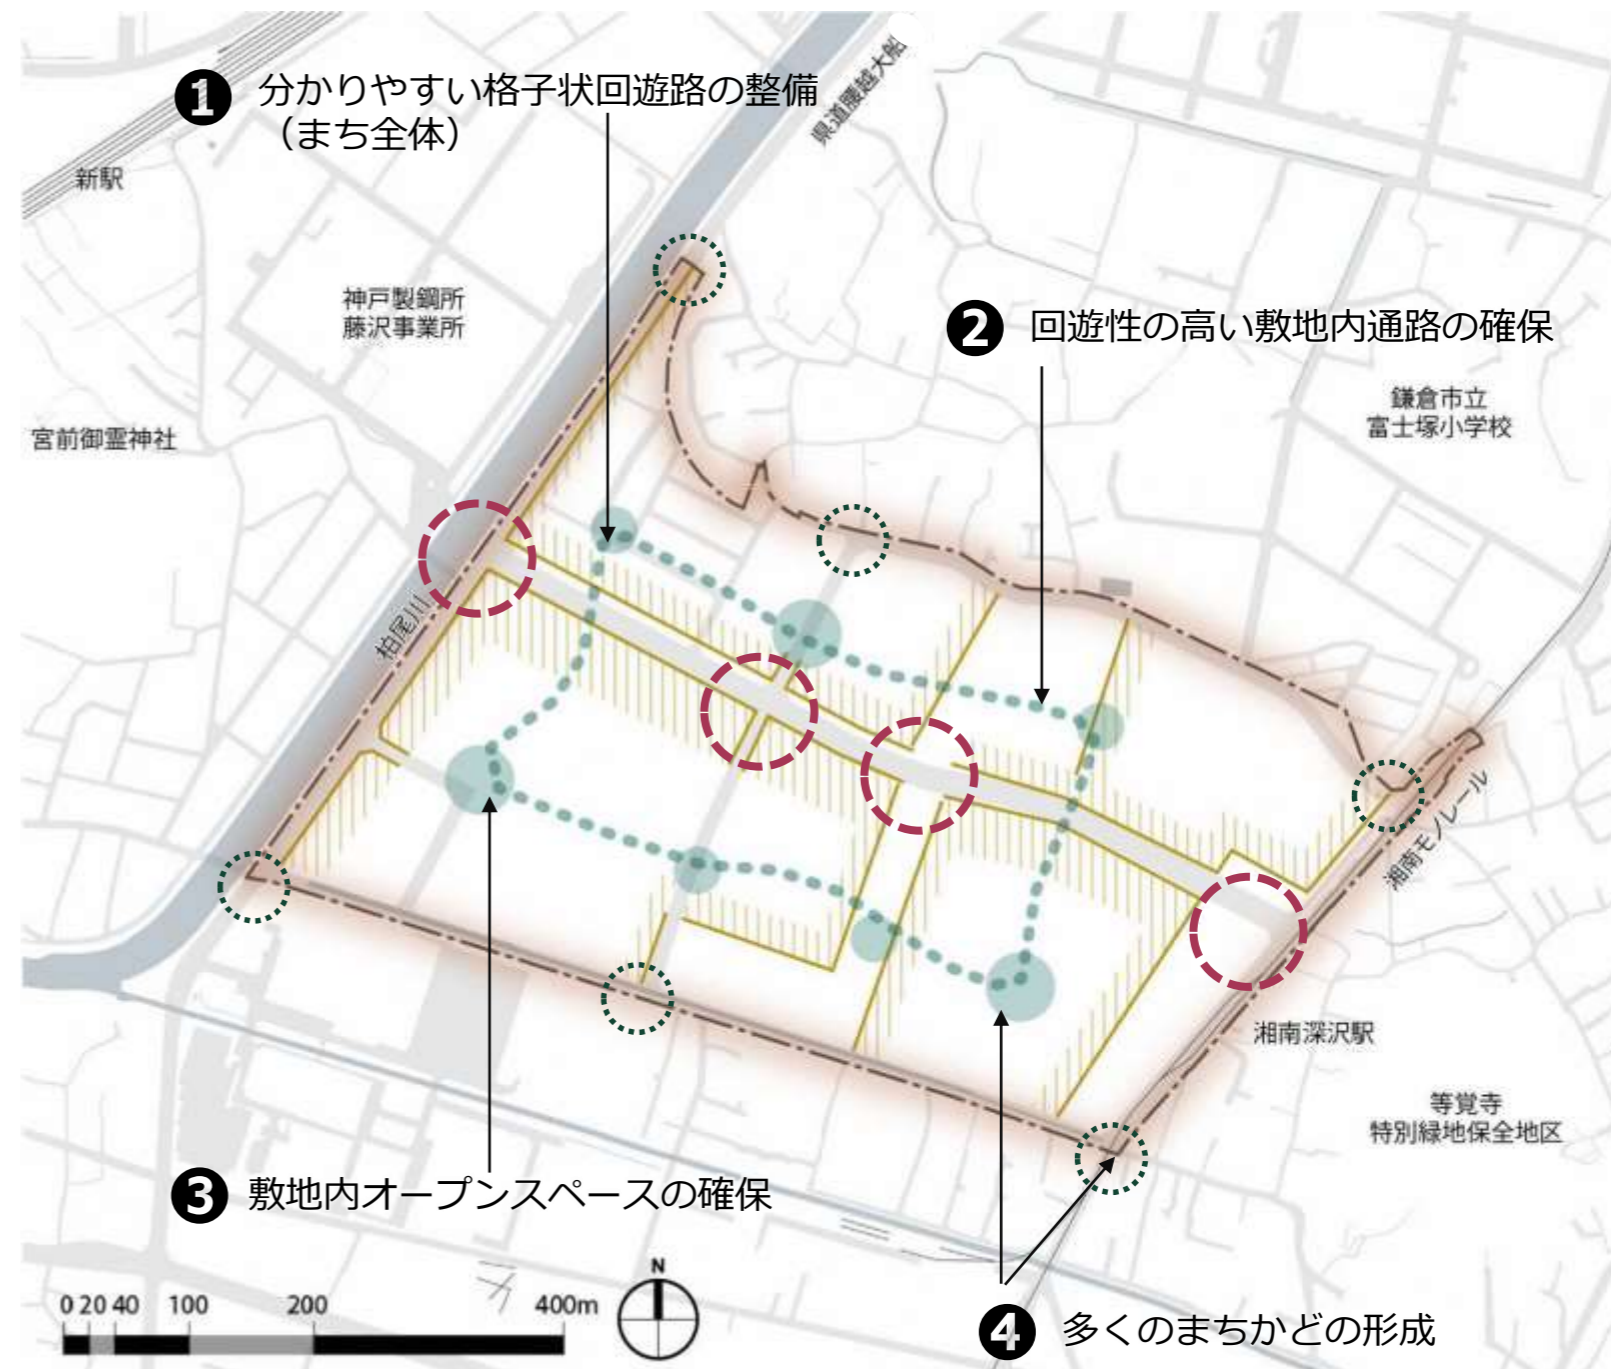 ❶ 分かりやすい格子状回遊路の整備
（まち全体）
県道腰越大船
新駅
神戸製鋼所
藤沢事業所
❷ 回遊性の高い敷地内通路の確保
鎌倉市立
富士塚小学校
宮前御霊神社
柏尾川
湘南モノレール
湘南深沢駅
等覚寺
特別緑地保全地区
❸ 敷地内オープンスペースの確保
N
0 20 40 100 200 400m
❹ 多くのまちかどの形成